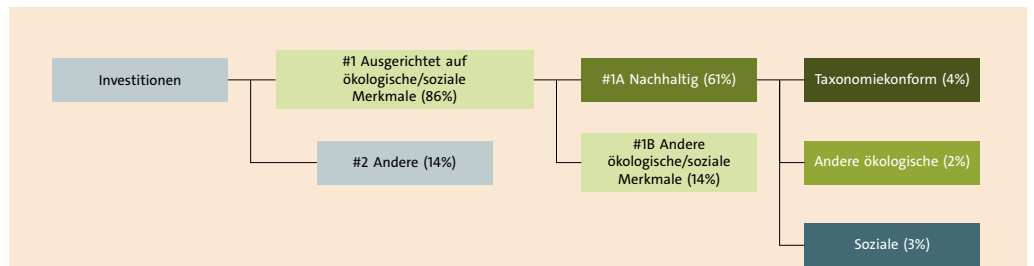 Investitionen
#1 Ausgerichtet auf
ökologische/soziale
Merkmale (86%)
#1A Nachhaltig (61%)
Taxonomiekonform (4%)
#2 Andere (14%)
#1B Andere
ökologische/soziale
Merkmale (14%)
Andere ökologische (2%)
Soziale (3%)